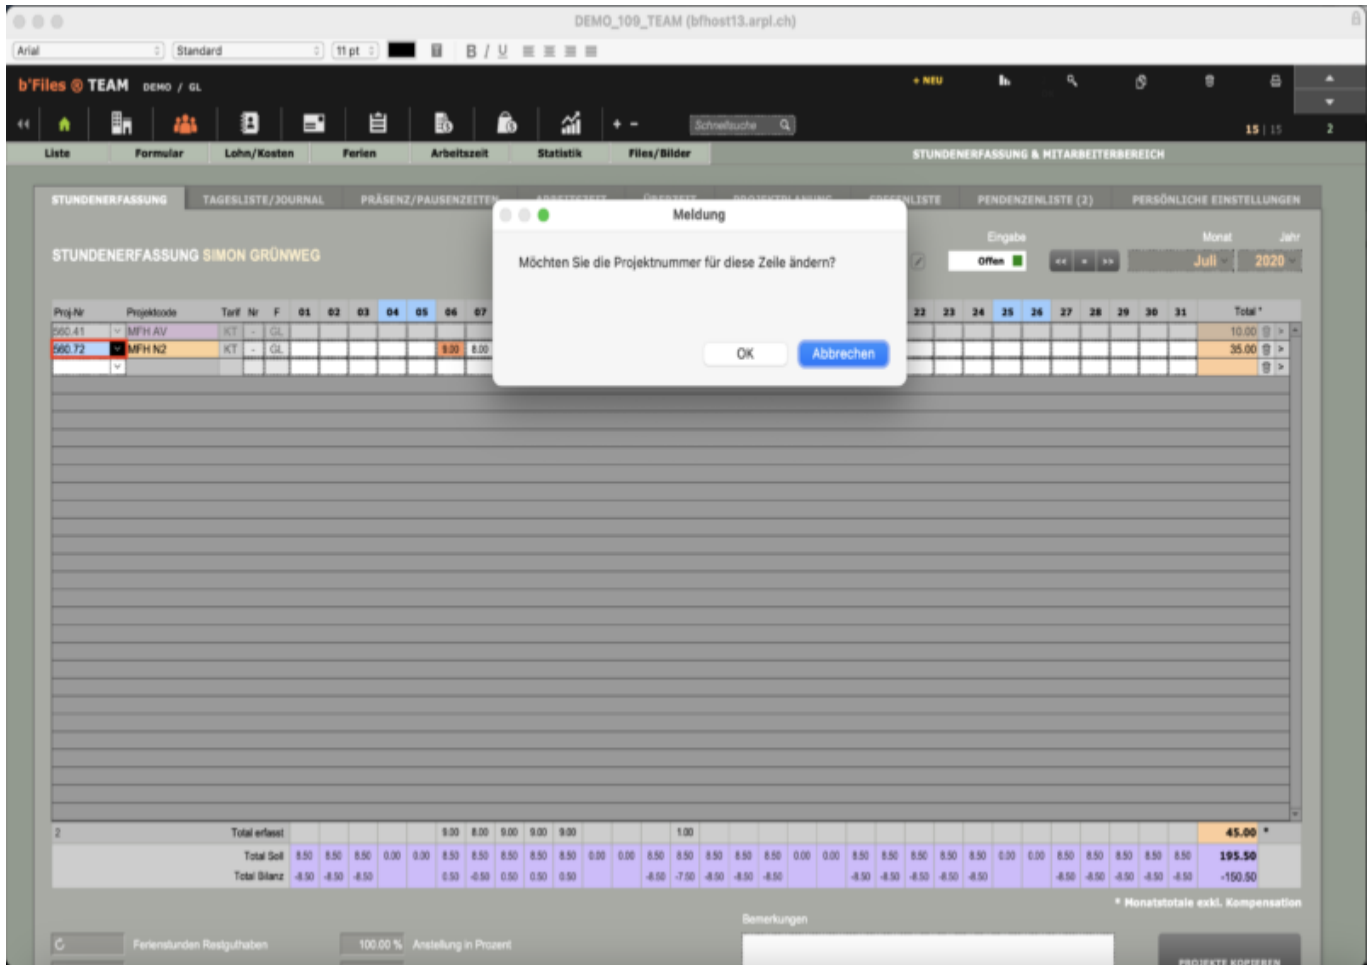 DEMO_109_TEAM (bfhost13.arpl.ch)
Arial Standard 11 pt B / U
b'Files ® TEAM DEMO / GL + NEU
+ - Schnellsuche 15 | 15 2
Liste Formular Lohn/Kosten Ferien Arbeitszeit Statistik Files/Bilder STUNDENERFASSUNG & MITARBEITERBEREICH
STUNDENERFASSUNG TAGESLISTE/JOURNAL PRÄSENZ/PAUSENZEITEN ARBEITSZEIT ÜBERZEIT PROJEKTPLANUNG SPESENLISTE PENDENZENLISTE (2) PERSÖNLICHE EINSTELLUNGEN
Meldung
Möchten Sie die Projektnummer für diese Zeile ändern?
OK Abbrechen
Eingabe Monat Jahr
STUNDENERFASSUNG SIMON GRÜNWEG Offen << >> Juli 2020
Proj-Nr Projektcode Tarif Nr F 01 02 03 04 05 06 07 22 23 24 25 26 27 28 29 30 31 Total *
560.41 MFH AV KT - GL 10.00 >
560.72 MFH N2 KT - GL 9.00 8.00 35.00 >
>
2 Total erfasst 9.00 8.00 9.00 9.00 9.00 1.00 45.00 *
Total Soll 8.50 8.50 8.50 0.00 0.00 8.50 8.50 8.50 8.50 8.50 0.00 0.00 8.50 8.50 8.50 8.50 8.50 0.00 0.00 8.50 8.50 8.50 8.50 8.50 0.00 0.00 8.50 8.50 8.50 8.50 8.50 195.50
Total Bilanz -8.50 -8.50 -8.50 0.50 -0.50 0.50 0.50 0.50 -8.50 -7.50 -8.50 -8.50 -8.50 -8.50 -8.50 -8.50 -8.50 -8.50 -8.50 -8.50 -8.50 -8.50 -8.50 -150.50
* Monatstotale exkl. Kompensation
Bemerkungen
Ferienstunden Restguthaben 100.00 % Anstellung in Prozent
PROJEKTE KOPIEREN